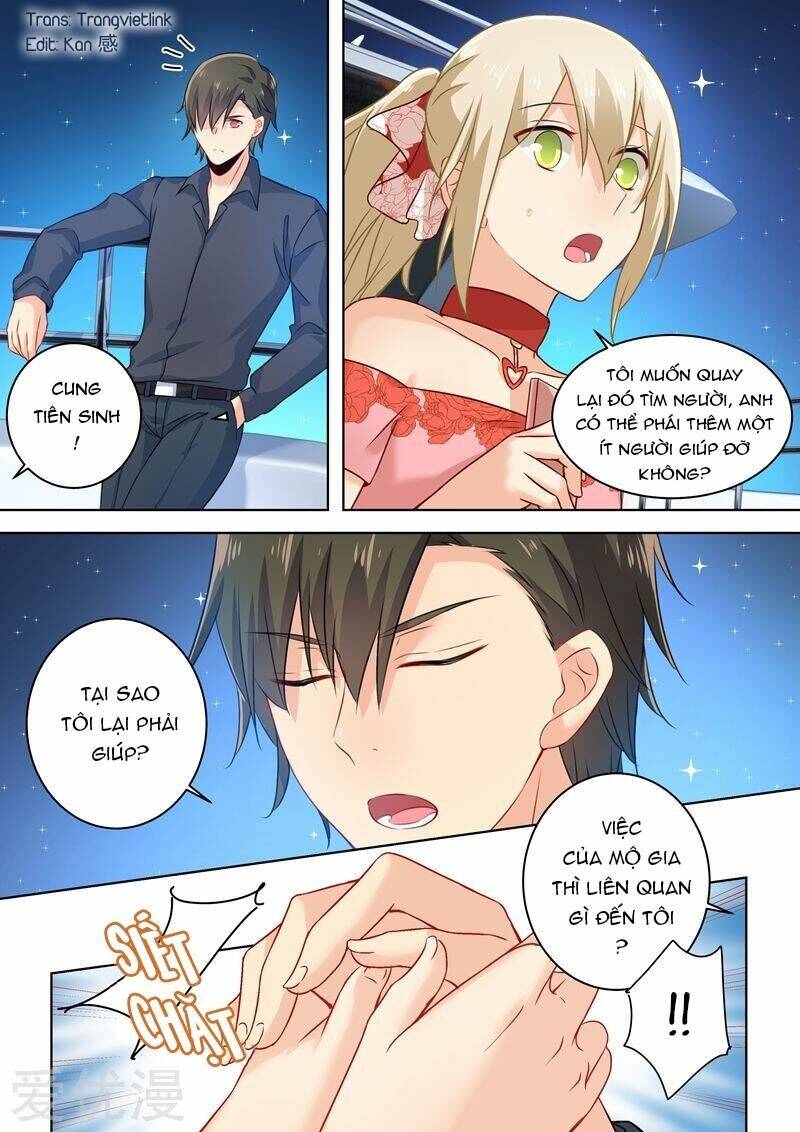 Trans: Trangvietlink
Edit: Kan 感
CUNG
TIÊN SINH
!
TÔI MUỐN QUAY
LẠI ĐÓ TÌM NGƯỜI, ANH
CÓ THỂ PHÁI THÊM MỘT
ÍT NGƯỜI GIÚP ĐỠ
KHÔNG?
TẠI SAO
TÔI LẠI PHẢI
GIÚP?
VIỆC
CỦA MỘ GIA
THÌ LIÊN QUAN
GÌ ĐẾN TÔI
?
SIẾT
CHẶT
!!
爱优漫